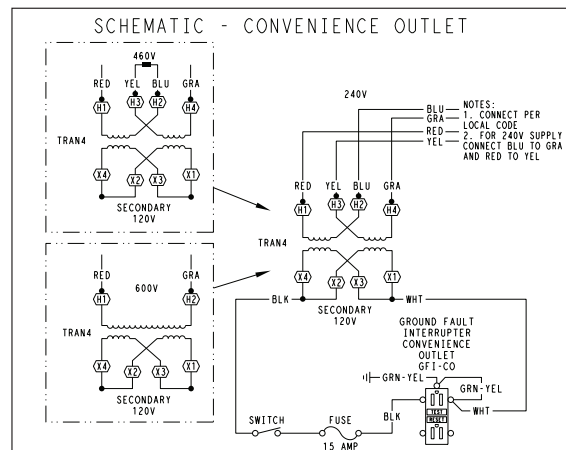 SCHEMATIC - CONVENIENCE OUTLET
460V
RED YEL BLU GRA
H1 H3 H2 H4
TRAN4
X4 X2 X3 X1
SECONDARY
120V
RED GRA
600V
H1 H2
TRAN4
X4 X2 X3 X1
SECONDARY
120V
240V
BLU
GRA
RED
YEL
NOTES:
1. CONNECT PER
LOCAL CODE
2. FOR 240V SUPPLY
CONNECT BLU TO GRA
AND RED TO YEL
RED YEL BLU GRA
H1 H3 H2 H4
TRAN4
X4 X2 X3 X1
BLK
WHT
SECONDARY
120V
GROUND FAULT
INTERRUPTER
CONVENIENCE
OUTLET
GFI-CO
GRN-YEL
GRN-YEL
BLK
WHT
TEST
RESET
SWITCH
FUSE
15 AMP